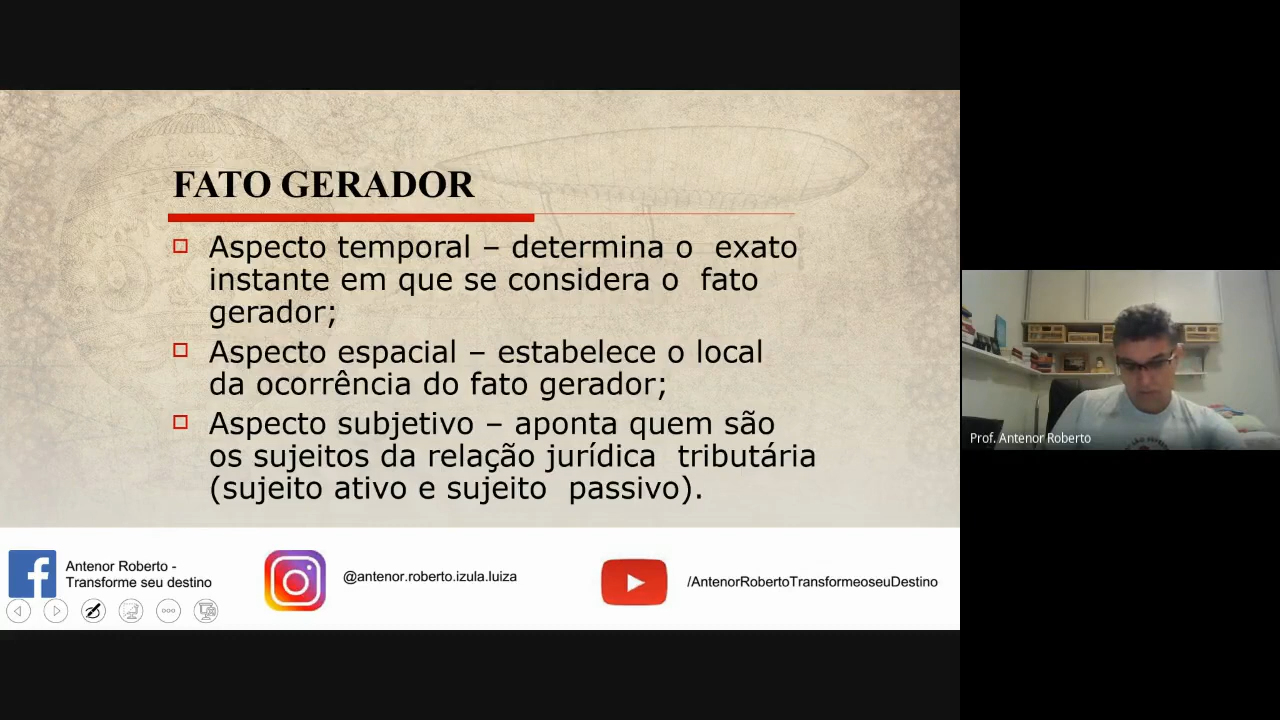 FATO GERADOR
Aspecto temporal – determina o exato
instante em que se considera o fato
gerador;
Aspecto espacial – estabelece o local
da ocorrência do fato gerador;
Aspecto subjetivo – aponta quem são
os sujeitos da relação jurídica tributária
(sujeito ativo e sujeito passivo).
Antenor Roberto -
Transforme seu destino
@antenor.roberto.izula.luiza
/AntenorRobertoTransformeoseuDestino
Prof. Antenor Roberto